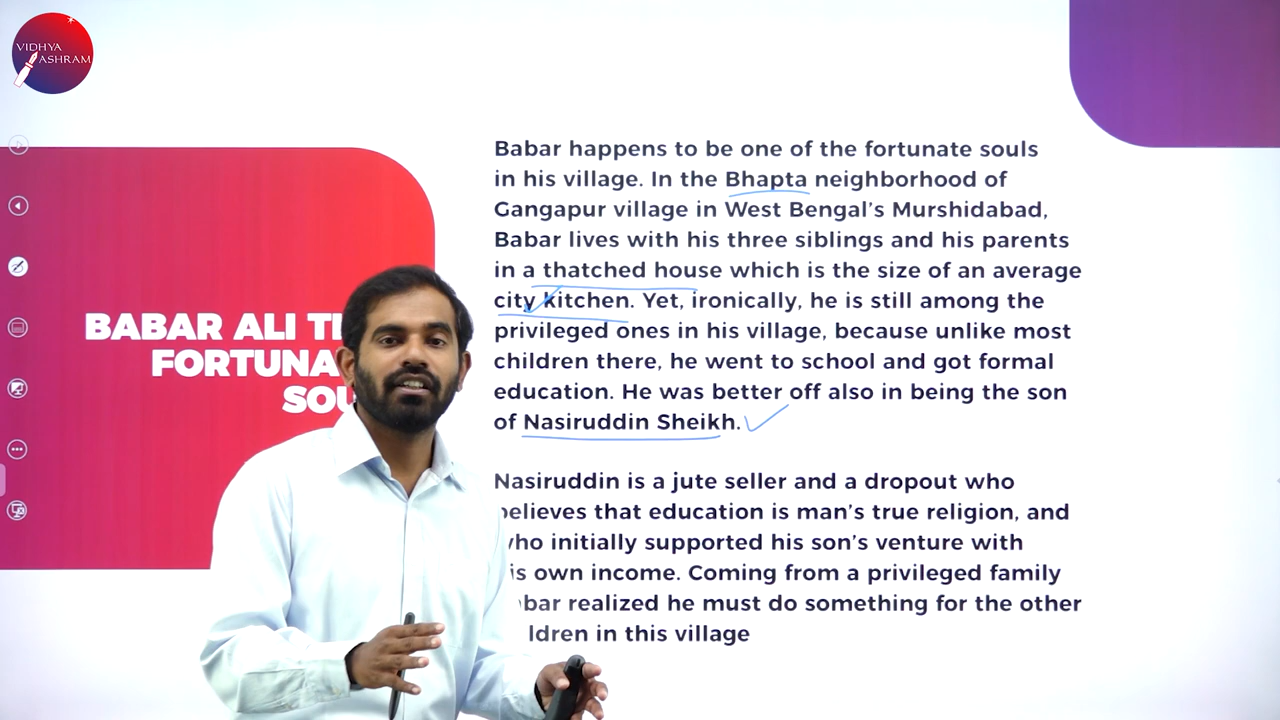 VIDHYA
ASHRAM
BABAR ALI
FORTUNA
SOU
Babar happens to be one of the fortunate souls
in his village. In the Bhapta neighborhood of
Gangapur village in West Bengal's Murshidabad,
Babar lives with his three siblings and his parents
in a thatched house which is the size of an average
city kitchen. Yet, ironically, he is still among the
privileged ones in his village, because unlike most
children there, he went to school and got formal
education. He was better off also in being the son
of Nasiruddin Sheikh.
Nasiruddin is a jute seller and a dropout who
believes that education is man's true religion, and
who initially supported his son's venture with
his own income. Coming from a privileged family
Babar realized he must do something for the other
ldren in this village